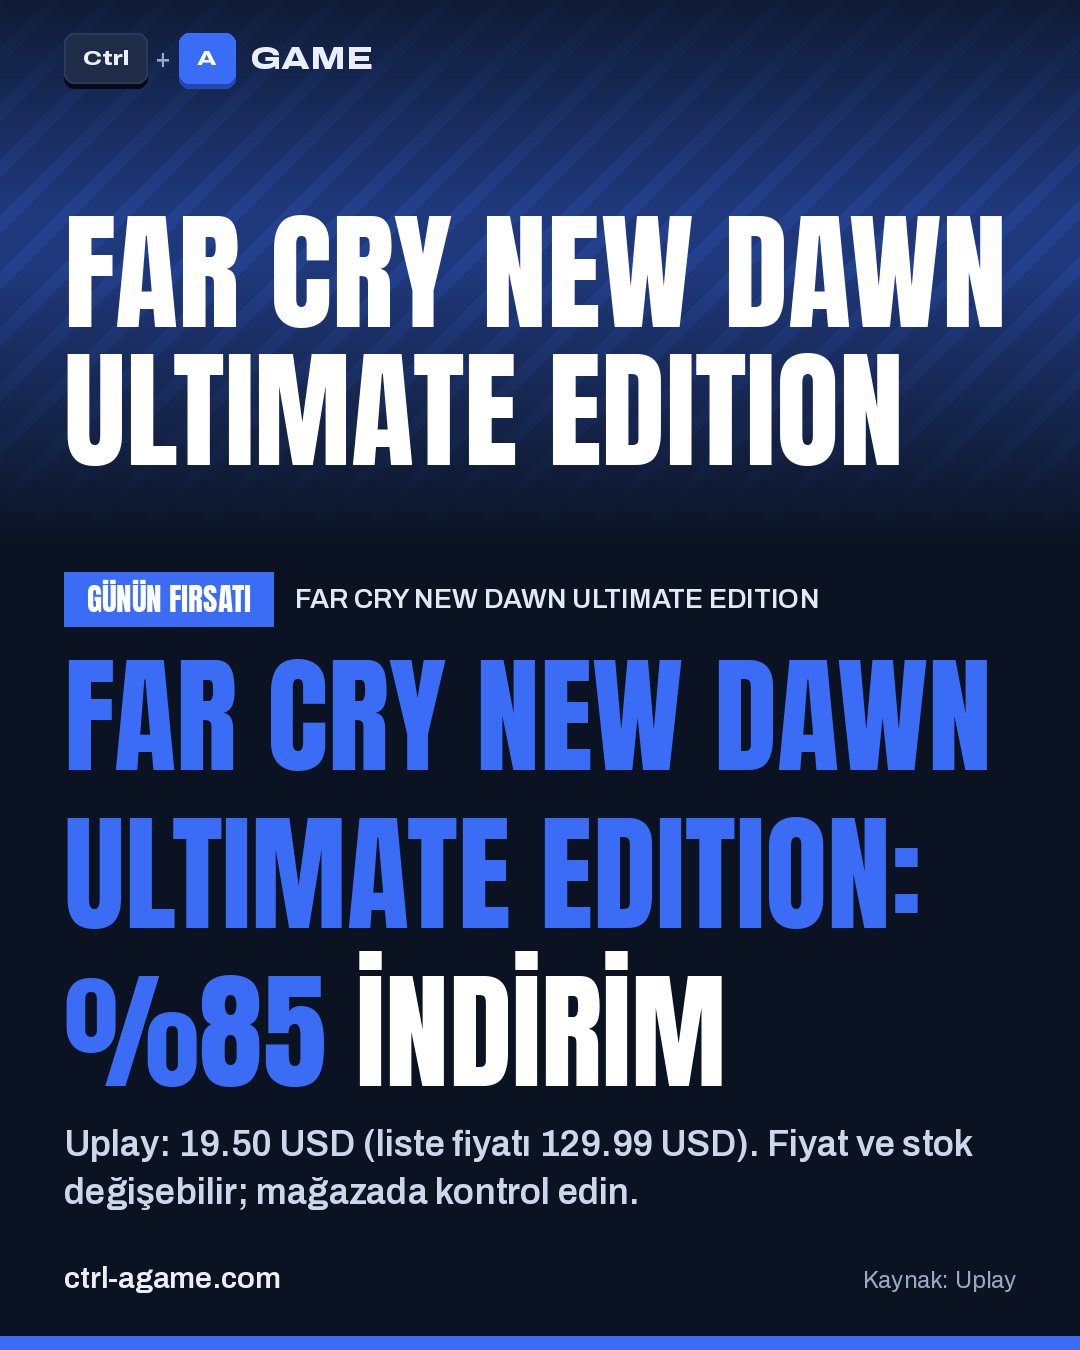 Ctrl + A GAME
FAR CRY NEW DAWN
ULTIMATE EDITION
GÜNÜN FIRSATI FAR CRY NEW DAWN ULTIMATE EDITION
FAR CRY NEW DAWN
ULTIMATE EDITION:
%85 İNDİRİM
Uplay: 19.50 USD (liste fiyatı 129.99 USD). Fiyat ve stok
değişebilir; mağazada kontrol edin.
ctrl-agame.com Kaynak: Uplay